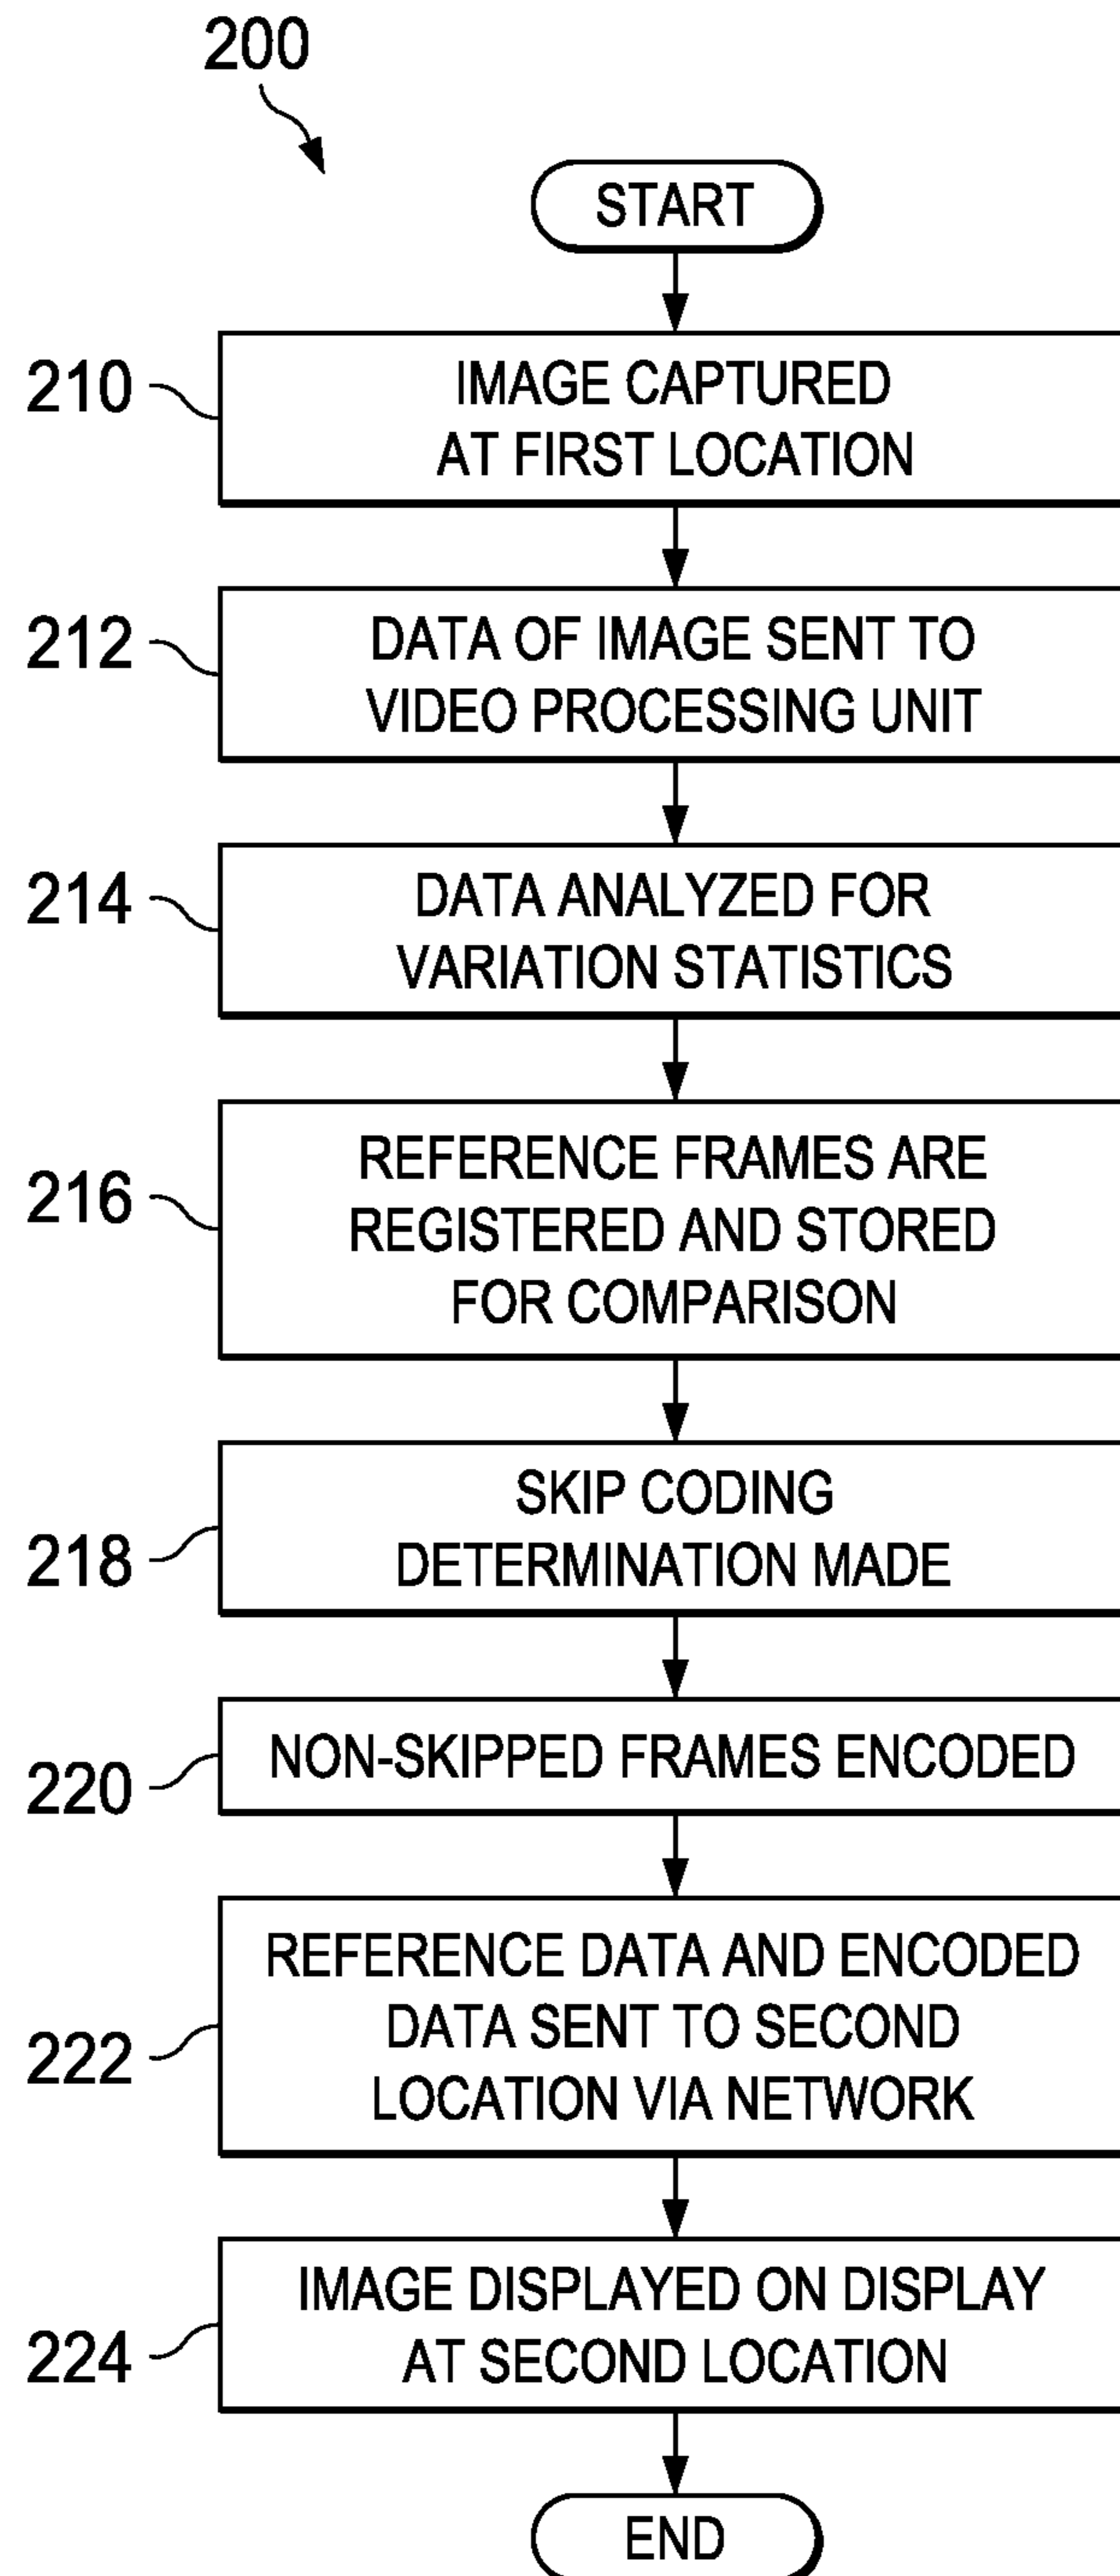 200
START
210
IMAGE CAPTURED
AT FIRST LOCATION
212
DATA OF IMAGE SENT TO
VIDEO PROCESSING UNIT
214
DATA ANALYZED FOR
VARIATION STATISTICS
216
REFERENCE FRAMES ARE
REGISTERED AND STORED
FOR COMPARISON
218
SKIP CODING
DETERMINATION MADE
220
NON-SKIPPED FRAMES ENCODED
222
REFERENCE DATA AND ENCODED
DATA SENT TO SECOND
LOCATION VIA NETWORK
224
IMAGE DISPLAYED ON DISPLAY
AT SECOND LOCATION
END